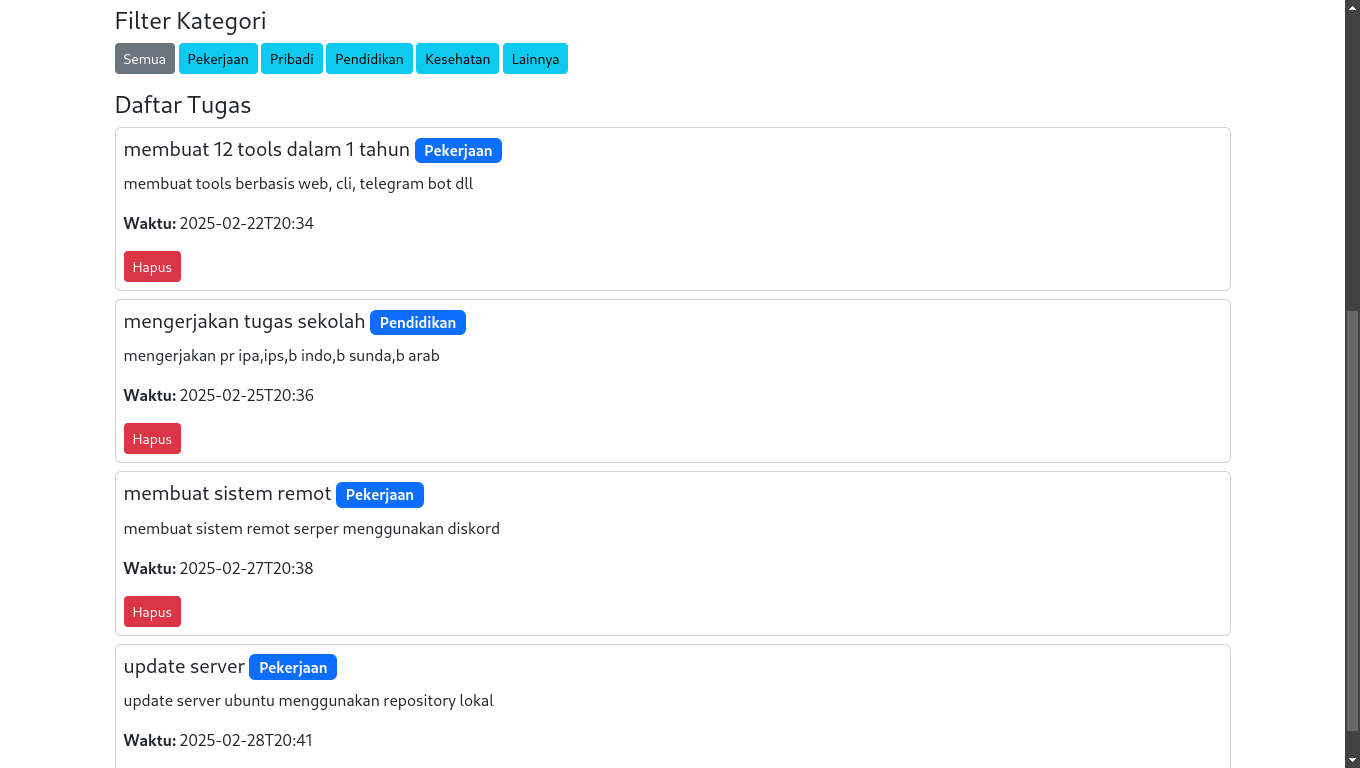 Filter Kategori
Semua Pekerjaan Pribadi Pendidikan Kesehatan Lainnya
Daftar Tugas
membuat 12 tools dalam 1 tahun Pekerjaan
membuat tools berbasis web, cli, telegram bot dll
Waktu: 2025-02-22T20:34
Hapus
mengerjakan tugas sekolah Pendidikan
mengerjakan pr ipa,ips,b indo,b sunda,b arab
Waktu: 2025-02-25T20:36
Hapus
membuat sistem remot Pekerjaan
membuat sistem remot serper menggunakan diskord
Waktu: 2025-02-27T20:38
Hapus
update server Pekerjaan
update server ubuntu menggunakan repository lokal
Waktu: 2025-02-28T20:41